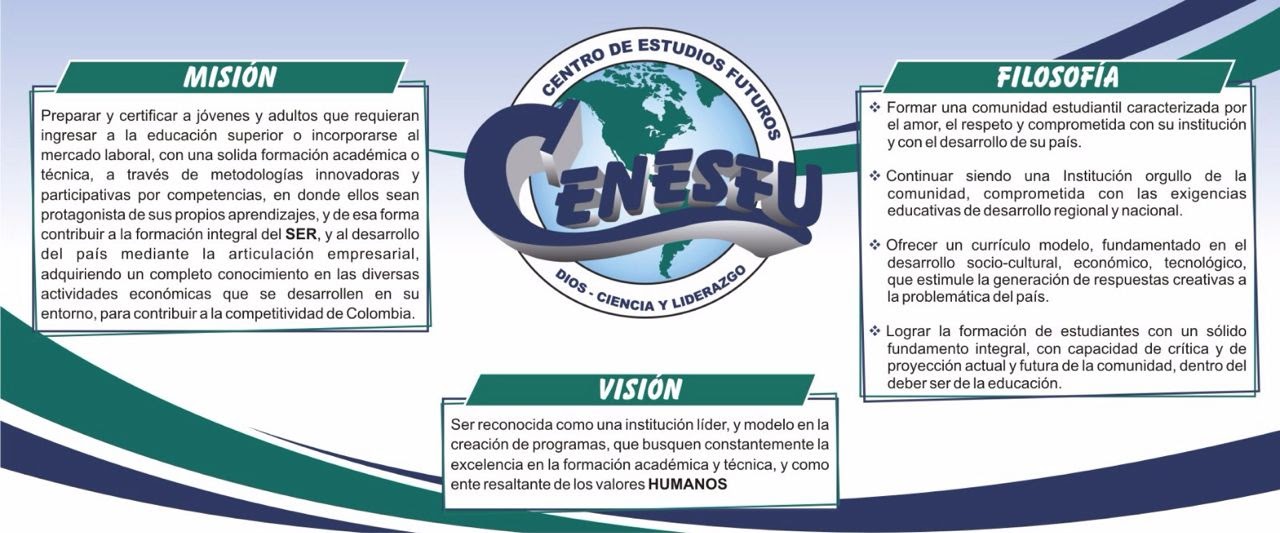 MISIÓN
Preparar y certificar a jóvenes y adultos que requieran
ingresar a la educación superior o incorporarse al
mercado laboral, con una solida formación académica o
técnica, a través de metodologías innovadoras y
participativas por competencias, en donde ellos sean
protagonista de sus propios aprendizajes, y de esa forma
contribuir a la formación integral del SER, y al desarrollo
del país mediante la articulación empresarial,
adquiriendo un completo conocimiento en las diversas
actividades económicas que se desarrollen en su
entorno, para contribuir a la competitividad de Colombia.
CENTRO DE ESTUDIOS FUTUROS
CENESFU
DIOS - CIENCIA Y LIDERAZGO
VISIÓN
Ser reconocida como una institución líder, y modelo en la
creación de programas, que busquen constantemente la
excelencia en la formación académica y técnica, y como
ente resaltante de los valores HUMANOS
FILOSOFÍA
❖ Formar una comunidad estudiantil caracterizada por
el amor, el respeto y comprometida con su institución
y con el desarrollo de su país.
❖ Continuar siendo una Institución orgullo de la
comunidad, comprometida con las exigencias
educativas de desarrollo regional y nacional.
❖ Ofrecer un currículo modelo, fundamentado en el
desarrollo socio-cultural, económico, tecnológico,
que estimule la generación de respuestas creativas a
la problemática del país.
❖ Lograr la formación de estudiantes con un sólido
fundamento integral, con capacidad de crítica y de
proyección actual y futura de la comunidad, dentro del
deber ser de la educación.